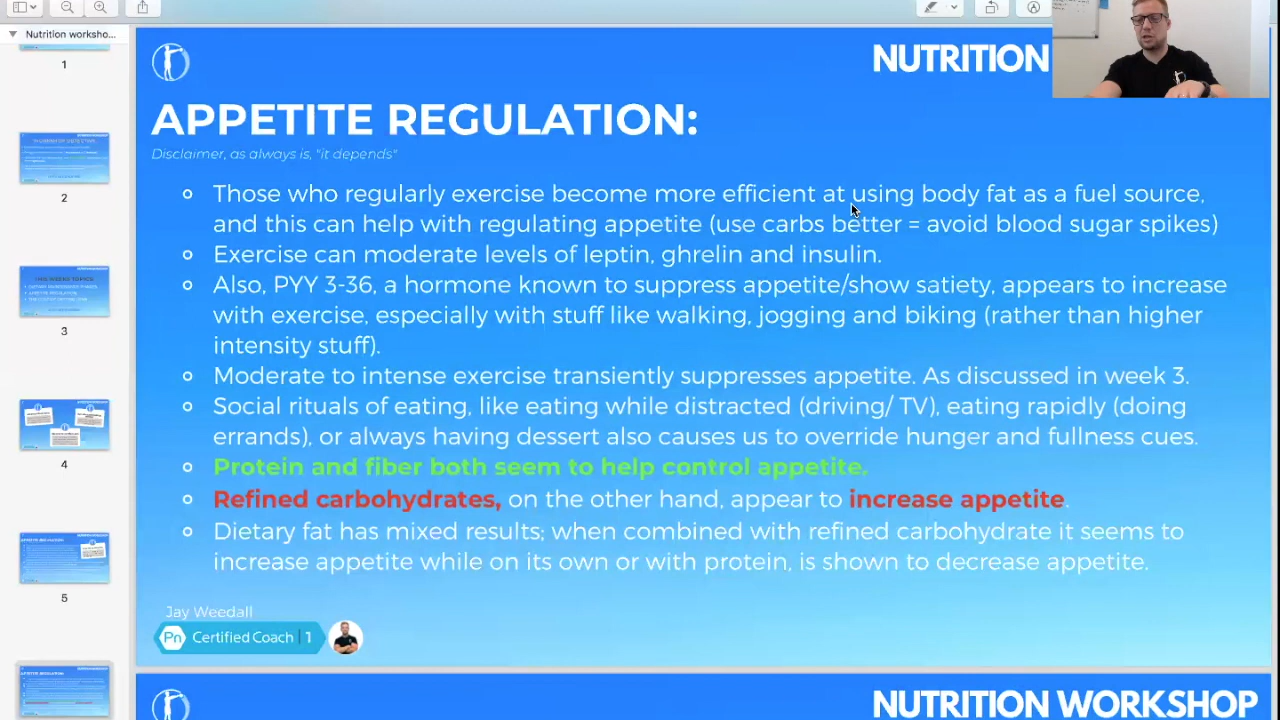 Nutrition worksho...
1
2
3
4
5
NUTRITION
APPETITE REGULATION:
Disclaimer, as always is, "it depends"
Those who regularly exercise become more efficient at using body fat as a fuel source,
and this can help with regulating appetite (use carbs better = avoid blood sugar spikes)
Exercise can moderate levels of leptin, ghrelin and insulin.
Also, PYY 3-36, a hormone known to suppress appetite/show satiety, appears to increase
with exercise, especially with stuff like walking, jogging and biking (rather than higher
intensity stuff).
Moderate to intense exercise transiently suppresses appetite. As discussed in week 3.
Social rituals of eating, like eating while distracted (driving/ TV), eating rapidly (doing
errands), or always having dessert also causes us to override hunger and fullness cues.
Protein and fiber both seem to help control appetite.
Refined carbohydrates, on the other hand, appear to increase appetite.
Dietary fat has mixed results; when combined with refined carbohydrate it seems to
increase appetite while on its own or with protein, is shown to decrease appetite.
Jay Weedall
Pn Certified Coach | 1
NUTRITION WORKSHOP